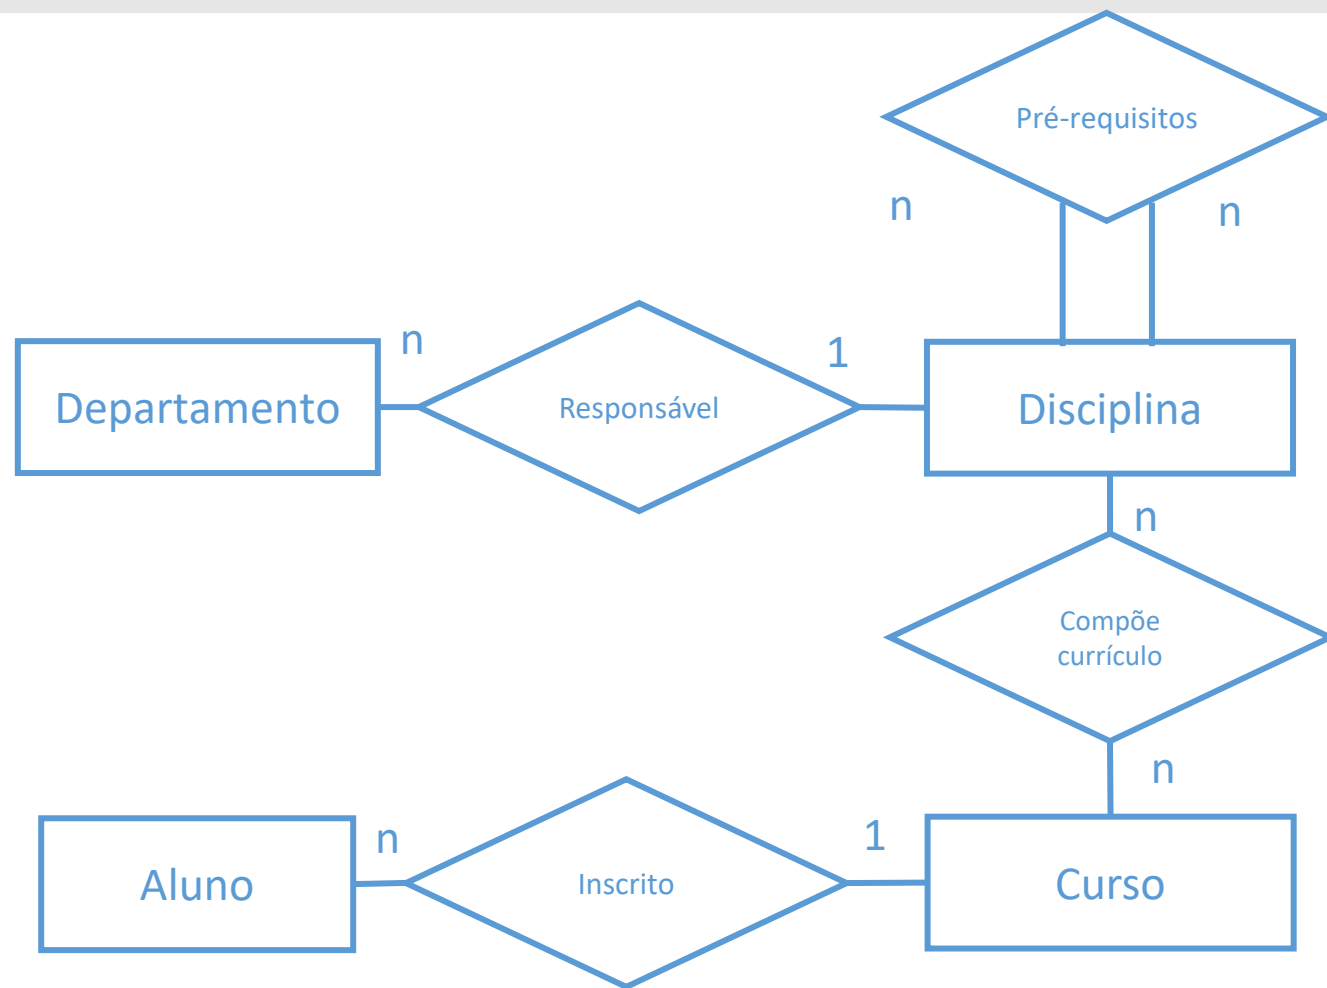 Pré-requisitos
n
n
n
1
Departamento
Responsável
Disciplina
n
Compõe
currículo
n
n
1
Aluno
Inscrito
Curso